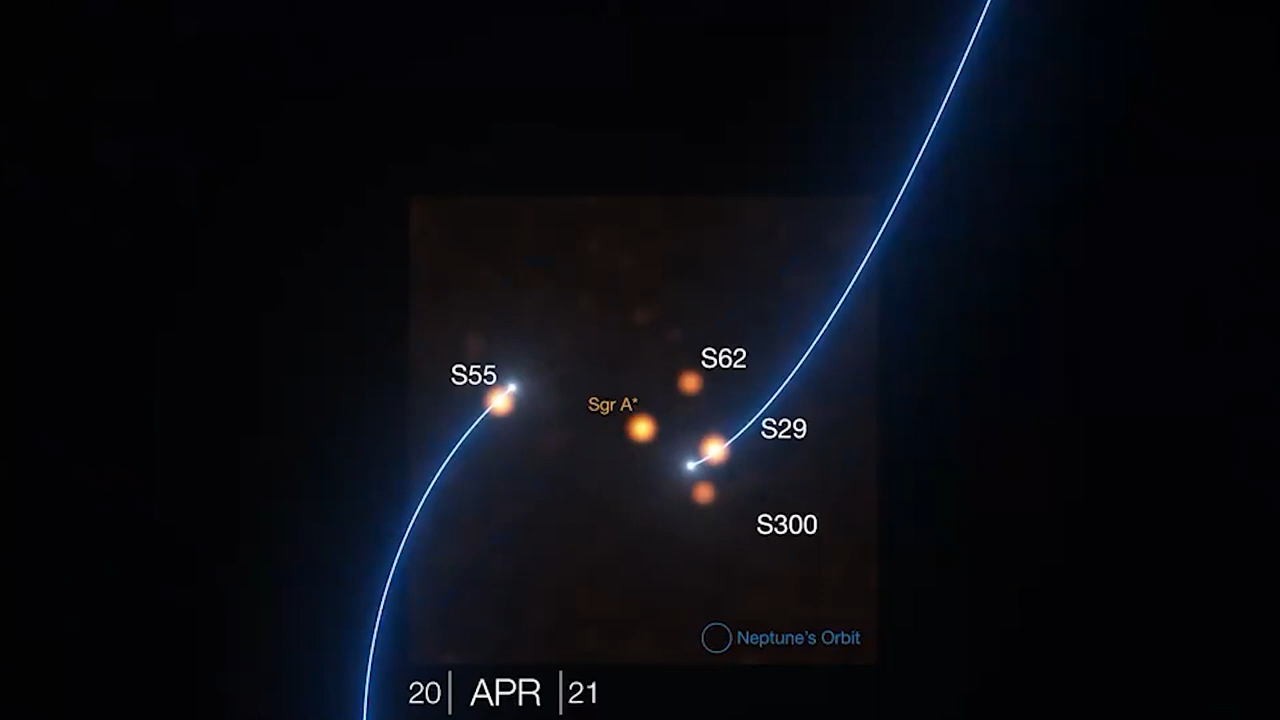 S62
S55
Sgr A*
S29
S300
Neptune's Orbit
20| APR |21